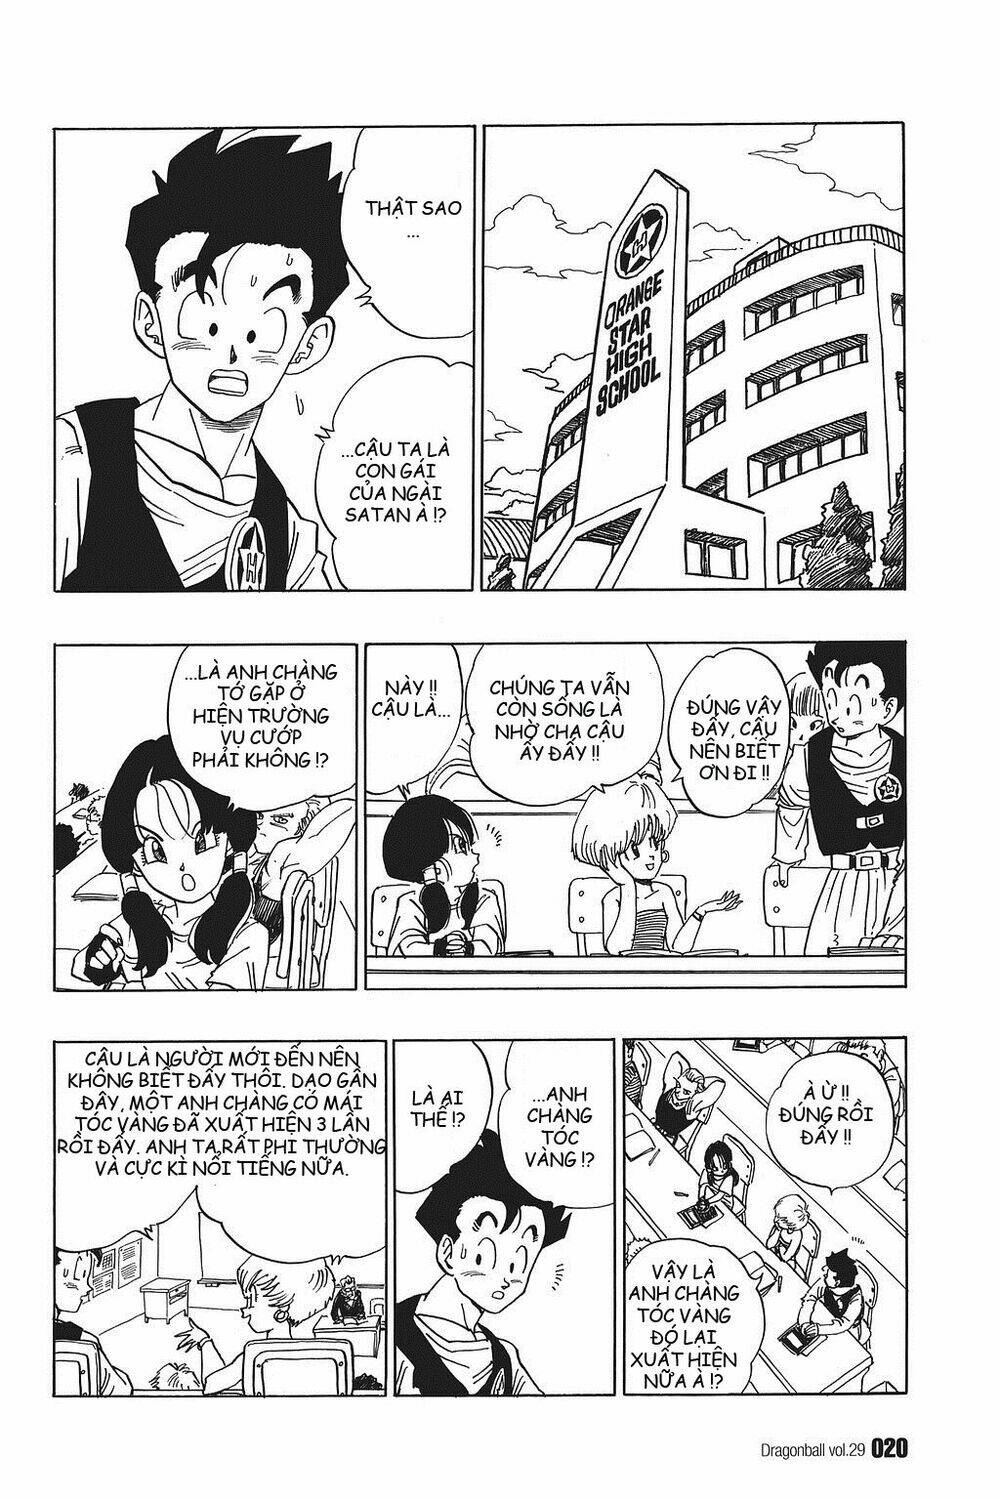 ORANGE
STAR
HIGH
SCHOOL
THẬT SAO
...
...CẬU TA LÀ
CON GÁI
CỦA NGÀI
SATAN À !?
ĐÚNG VẬY
ĐẤY, CẬU
NÊN BIẾT
ƠN ĐI !!
CHÚNG TA VẪN
CÒN SỐNG LÀ
NHỜ CHA CẬU
ẤY ĐẤY !!
NÀY !!
CẬU LÀ...
...LÀ ANH CHÀNG
TỚ GẶP Ở
HIỆN TRƯỜNG
VỤ CƯỚP
PHẢI KHÔNG !?
À Ừ !!
ĐÚNG RỒI
ĐẤY !!
VẬY LÀ
ANH CHÀNG
TÓC VÀNG
ĐÓ LẠI
XUẤT HIỆN
NỮA À !?
...ANH
CHÀNG
TÓC
VÀNG !?
LÀ AI
THẾ !?
CẬU LÀ NGƯỜI MỚI ĐẾN NÊN
KHÔNG BIẾT ĐẤY THÔI. DẠO GẦN
ĐÂY, MỘT ANH CHÀNG CÓ MÁI
TÓC VÀNG ĐÃ XUẤT HIỆN 3 LẦN
RỒI ĐẤY. ANH TA RẤT PHI THƯỜNG
VÀ CỰC KÌ NỔI TIẾNG NỮA.
Dragonball vol.29 020